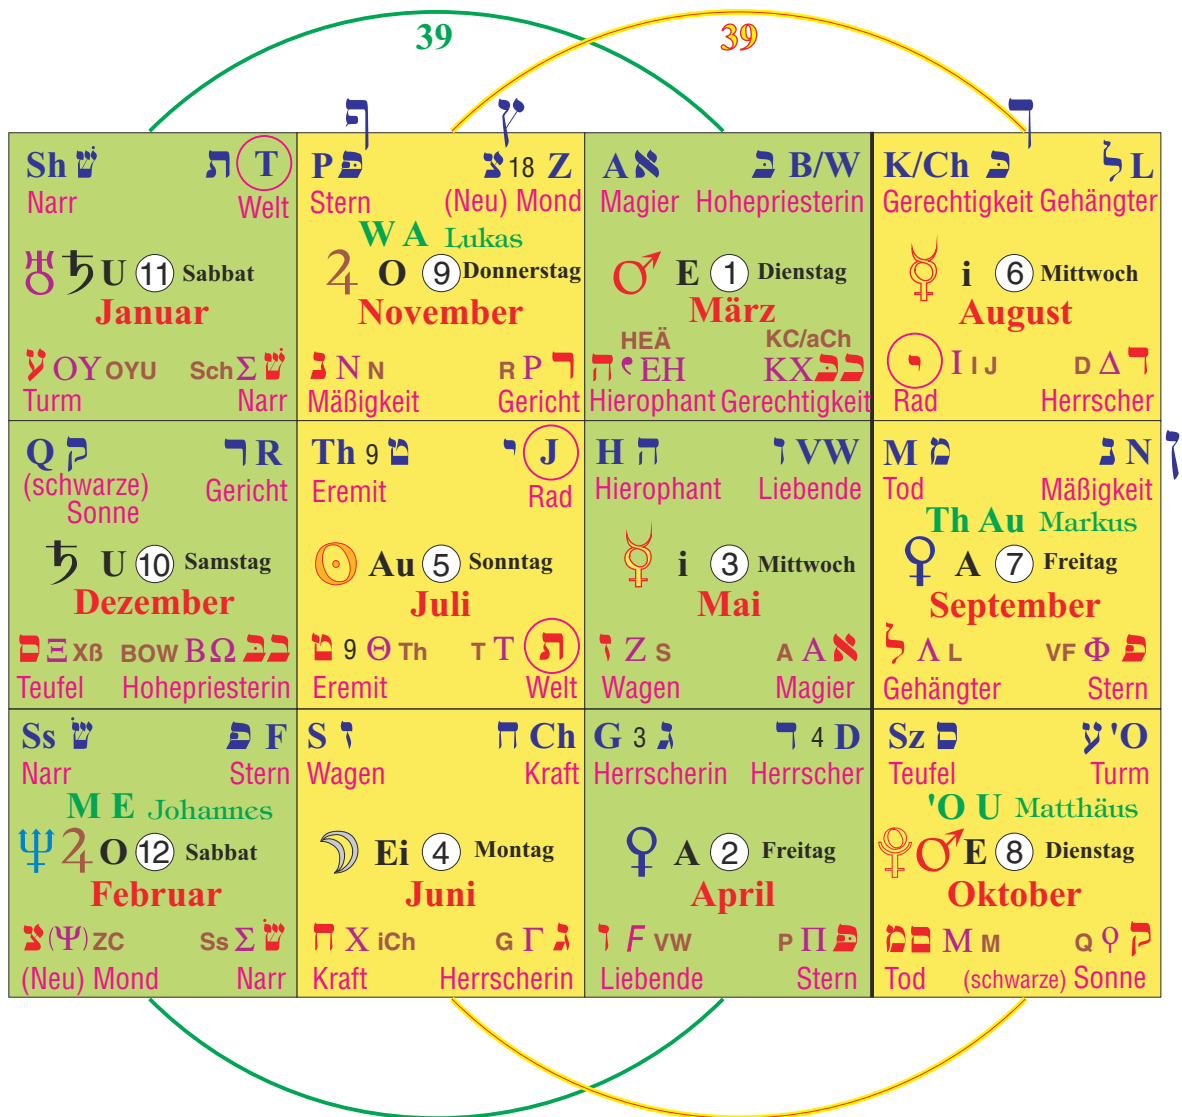 39 39
ף ץ ך
Sh שׁ ת T
Narr Welt
♅ ♄ U 11 Sabbat
Januar
ע OY OYU Sch Σ שׁ
Turm Narr
P פּ צ 18 Z
Stern (Neu) Mond
W A Lukas
♃ O 9 Donnerstag
November
נ N N R P ר
Mäßigkeit Gericht
A א בּ B/W
Magier Hohepriesterin
♂ E 1 Dienstag
März
HEÄ KC/aCh
ה EH KX כּכ
Hierophant Gerechtigkeit
K/Ch כּ ל L
Gerechtigkeit Gehängter
☿ i 6 Mittwoch
August
י I I J D Δ ד
Rad Herrscher
Q ק ר R
(schwarze) Gericht
Sonne
♄ U 10 Samstag
Dezember
ס Ξ Xß BOW BΩ בּב
Teufel Hohepriesterin
Th 9 ט י J
Eremit Rad
☉ Au 5 Sonntag
Juli
ט 9 Θ Th T T ת
Eremit Welt
H ה ו VW
Hierophant Liebende
☿ i 3 Mittwoch
Mai
ז Z S A A א
Wagen Magier
M מ נ N ן
Tod Mäßigkeit
Th Au Markus
♀ A 7 Freitag
September
ל Λ L VF Φ פּ
Gehängter Stern
Ss שׂ פּ F
Narr Stern
M E Johannes
♆ ♃ O 12 Sabbat
Februar
צ (Ψ) ZC Ss Σ שׂ
(Neu) Mond Narr
S ז ח Ch
Wagen Kraft
☽ Ei 4 Montag
Juni
ח X iCh G Γ ג
Kraft Herrscherin
G 3 ג ד 4 D
Herrscherin Herrscher
♀ A 2 Freitag
April
ו F VW P Π פּ
Liebende Stern
Sz ס ע 'O
Teufel Turm
'O U Matthäus
♂ E 8 Dienstag
Oktober
מם M M Q ϙ ק
Tod (schwarze) Sonne